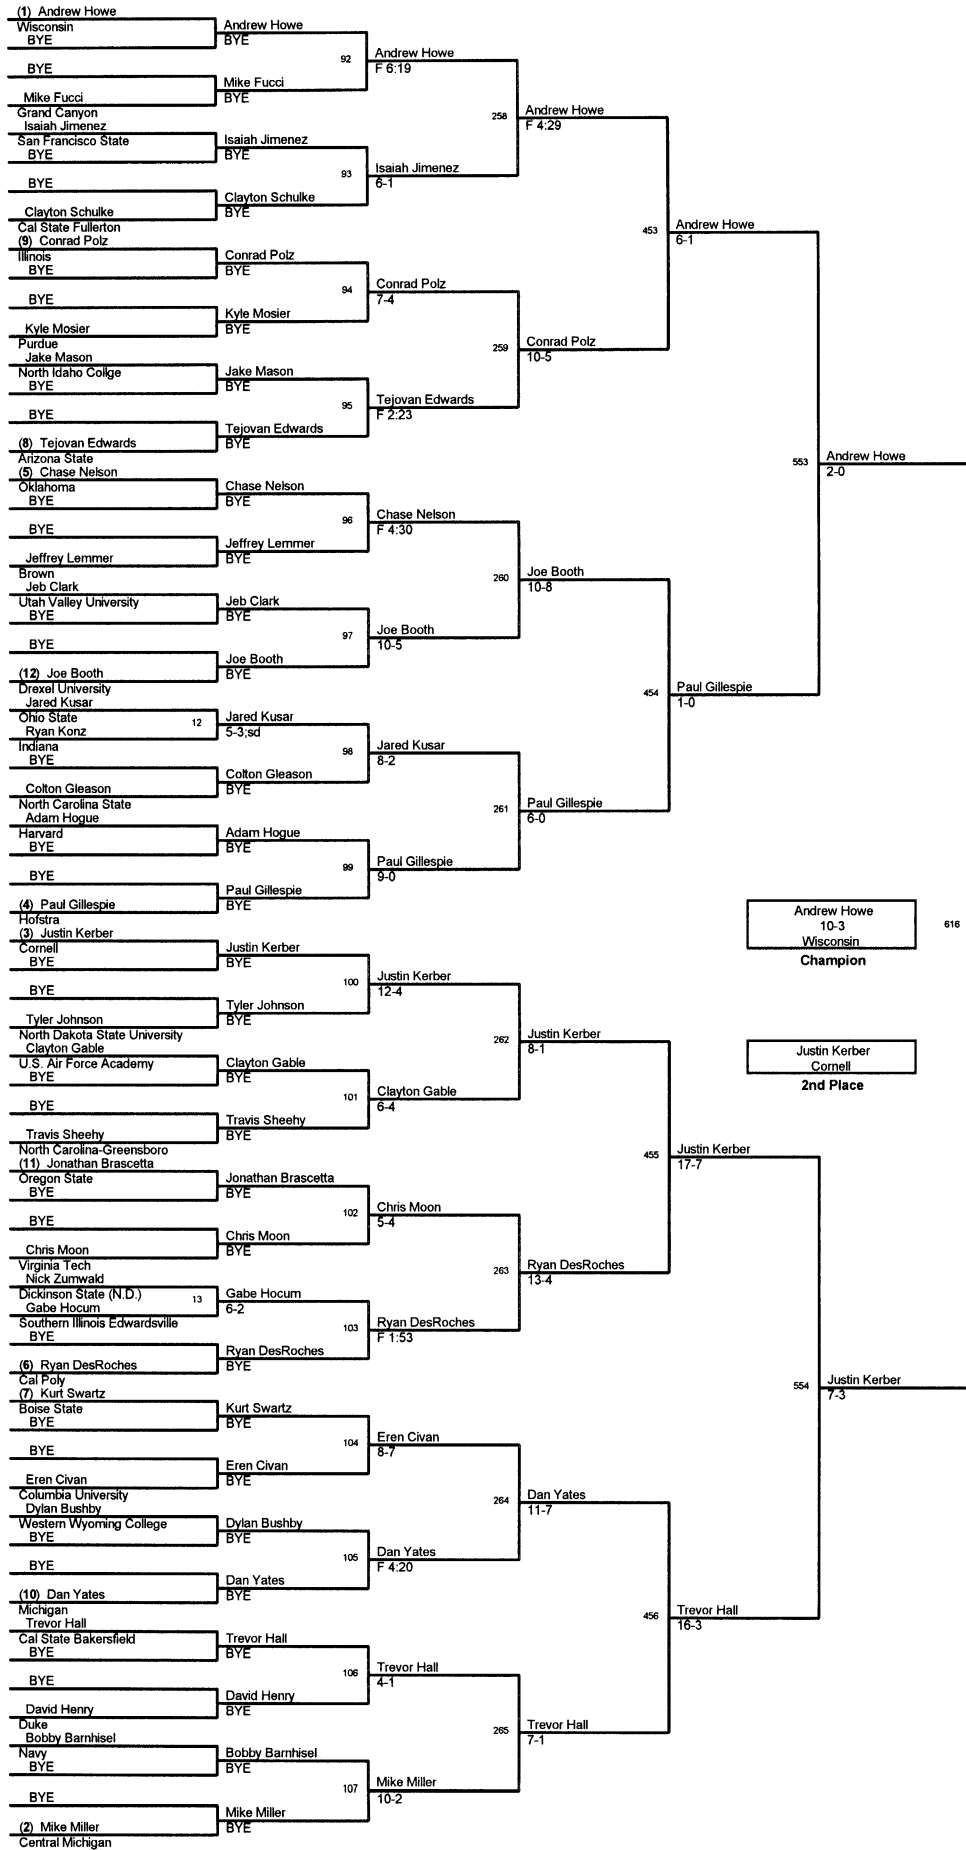 (1) Andrew Howe
Wisconsin
BYE
BYE
Mike Fucci
Grand Canyon
Isaiah Jimenez
San Francisco State
BYE
BYE
Clayton Schulke
Cal State Fullerton
(9) Conrad Polz
Illinois
BYE
BYE
Kyle Mosier
Purdue
Jake Mason
North Idaho Collge
BYE
BYE
(8) Tejovan Edwards
Arizona State
(5) Chase Nelson
Oklahoma
BYE
BYE
Jeffrey Lemmer
Brown
Jeb Clark
Utah Valley University
BYE
BYE
(12) Joe Booth
Drexel University
Jared Kusar
Ohio State
12
Ryan Konz
Indiana
BYE
Colton Gleason
North Carolina State
Adam Hogue
Harvard
BYE
BYE
(4) Paul Gillespie
Hofstra
(3) Justin Kerber
Cornell
BYE
BYE
Tyler Johnson
North Dakota State University
Clayton Gable
U.S. Air Force Academy
BYE
BYE
Travis Sheehy
North Carolina-Greensboro
(11) Jonathan Brascetta
Oregon State
BYE
BYE
Chris Moon
Virginia Tech
Nick Zumwald
Dickinson State (N.D.)
13
Gabe Hocum
Southern Illinois Edwardsville
BYE
(6) Ryan DesRoches
Cal Poly
(7) Kurt Swartz
Boise State
BYE
BYE
Eren Civan
Columbia University
Dylan Bushby
Western Wyoming College
BYE
BYE
(10) Dan Yates
Michigan
Trevor Hall
Cal State Bakersfield
BYE
BYE
David Henry
Duke
Bobby Barnhisel
Navy
BYE
BYE
(2) Mike Miller
Central Michigan
Andrew Howe
BYE
92
Mike Fucci
BYE
Isaiah Jimenez
BYE
93
Clayton Schulke
BYE
Conrad Polz
BYE
94
Kyle Mosier
BYE
Jake Mason
BYE
95
Tejovan Edwards
BYE
Chase Nelson
BYE
96
Jeffrey Lemmer
BYE
Jeb Clark
BYE
97
Joe Booth
BYE
Jared Kusar
5-3;sd
98
Colton Gleason
BYE
Adam Hogue
BYE
99
Paul Gillespie
BYE
Justin Kerber
BYE
100
Tyler Johnson
BYE
Clayton Gable
BYE
101
Travis Sheehy
BYE
Jonathan Brascetta
BYE
102
Chris Moon
BYE
Gabe Hocum
6-2
103
Ryan DesRoches
BYE
Kurt Swartz
BYE
104
Eren Civan
BYE
Dylan Bushby
BYE
105
Dan Yates
BYE
Trevor Hall
BYE
106
David Henry
BYE
Bobby Barnhisel
BYE
107
Mike Miller
BYE
Andrew Howe
F 6:19
258
Isaiah Jimenez
6-1
Conrad Polz
7-4
259
Tejovan Edwards
F 2:23
Chase Nelson
F 4:30
260
Joe Booth
10-5
Jared Kusar
8-2
261
Paul Gillespie
9-0
Justin Kerber
12-4
262
Clayton Gable
6-4
Chris Moon
5-4
263
Ryan DesRoches
F 1:53
Eren Civan
8-7
264
Dan Yates
F 4:20
Trevor Hall
4-1
265
Mike Miller
10-2
Andrew Howe
F 4:29
453
Conrad Polz
10-5
Joe Booth
10-8
454
Paul Gillespie
6-0
Justin Kerber
8-1
455
Ryan DesRoches
13-4
Dan Yates
11-7
456
Trevor Hall
7-1
Andrew Howe
6-1
553
Paul Gillespie
1-0
Justin Kerber
17-7
554
Trevor Hall
16-3
Andrew Howe
2-0
Andrew Howe
10-3
Wisconsin
616
Champion
Justin Kerber
Cornell
2nd Place
Justin Kerber
7-3